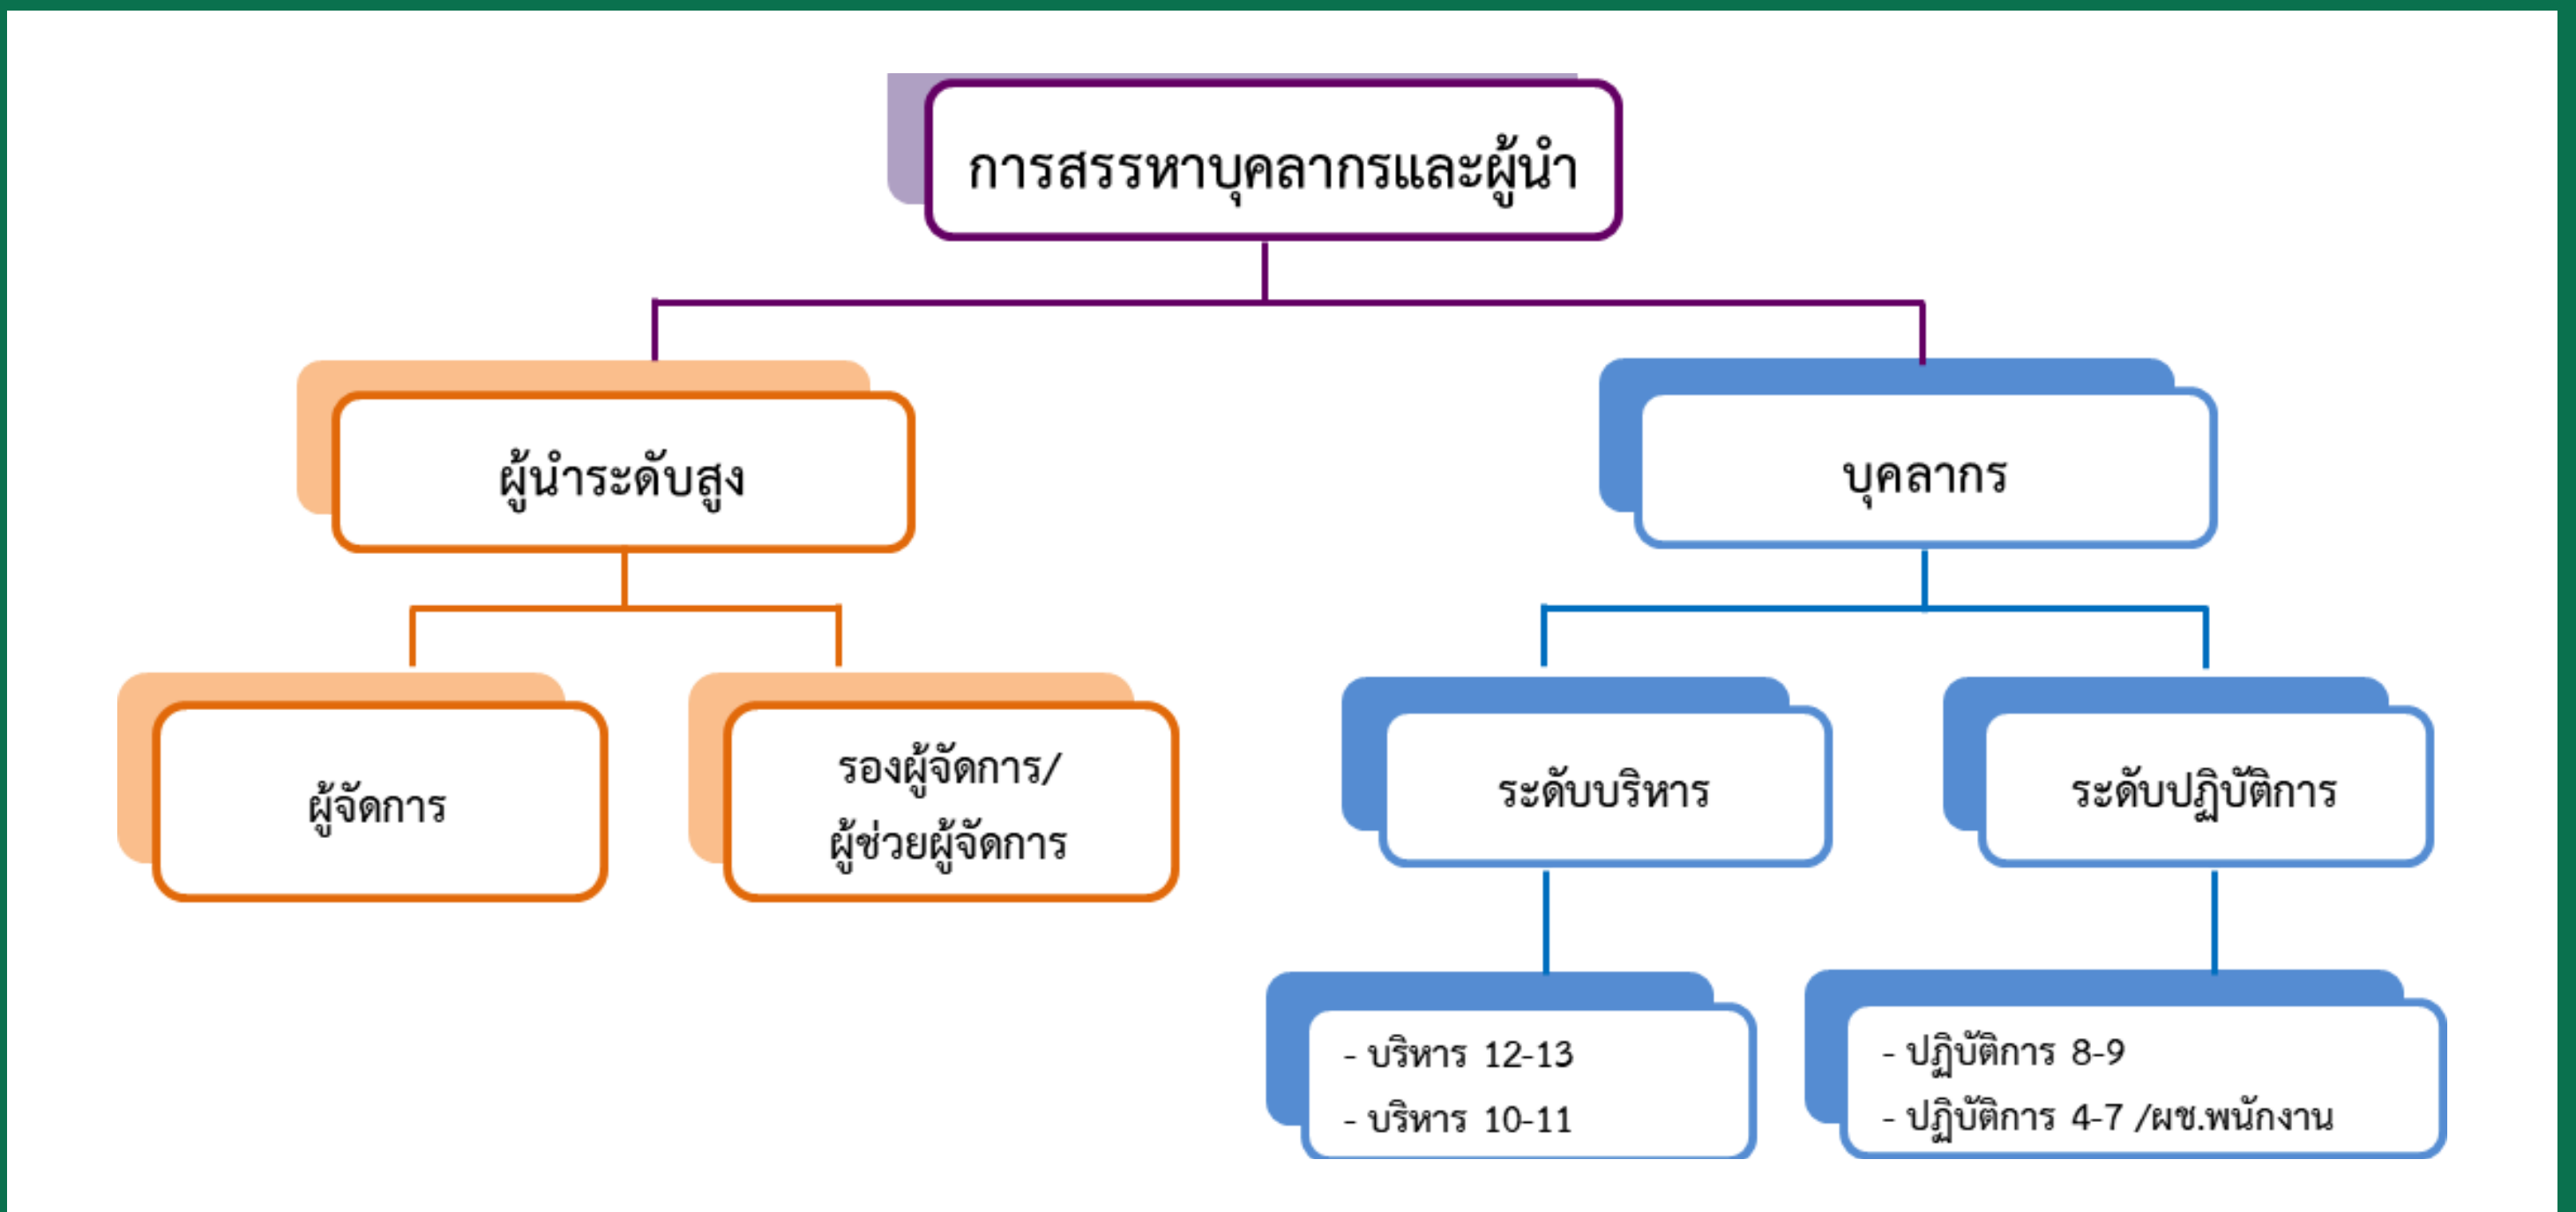 การสรรหาบุคลากรและผู้นำ
ผู้นำระดับสูง
บุคลากร
ผู้จัดการ
รองผู้จัดการ/
ผู้ช่วยผู้จัดการ
ระดับบริหาร
ระดับปฏิบัติการ
- บริหาร 12-13
- บริหาร 10-11
- ปฏิบัติการ 8-9
- ปฏิบัติการ 4-7 /ผช.พนักงาน